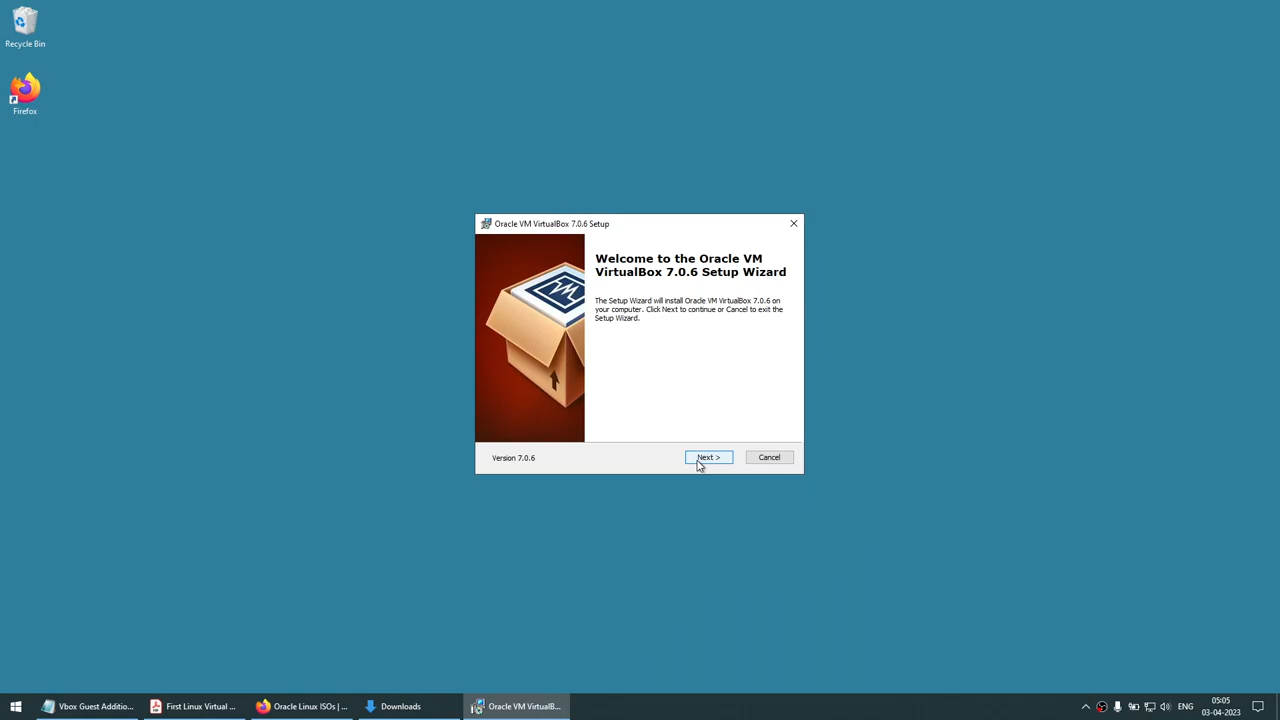 Recycle Bin
Firefox
Oracle VM VirtualBox 7.0.6 Setup
Welcome to the Oracle VM
VirtualBox 7.0.6 Setup Wizard
The Setup Wizard will install Oracle VM VirtualBox 7.0.6 on
your computer. Click Next to continue or Cancel to exit the
Setup Wizard.
Version 7.0.6
Next >
Cancel
Vbox Guest Additio...
First Linux Virtual ...
Oracle Linux ISOs | ...
Downloads
Oracle VM VirtualB...
ENG
05:05
03-04-2023